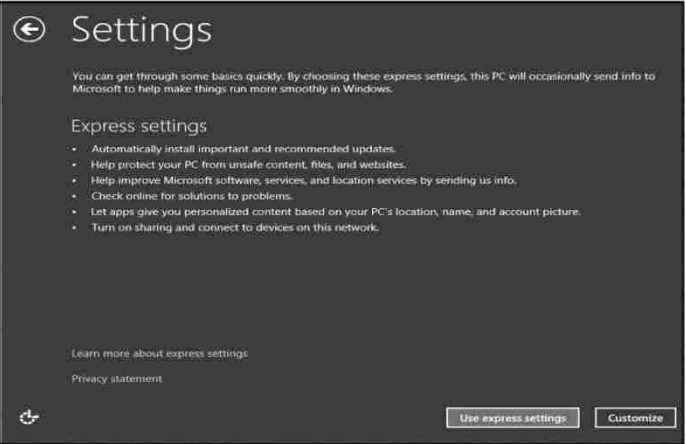 Settings
You can get through some basics quickly. By choosing these express settings, this PC will occasionally send info to
Microsoft to help make things run more smoothly in Windows.
Express settings
• Automatically install important and recommended updates.
• Help protect your PC from unsafe content, files, and websites.
• Help improve Microsoft software, services, and location services by sending us info.
• Check online for solutions to problems.
• Let apps give you personalized content based on your PC's location, name, and account picture.
• Turn on sharing and connect to devices on this network.
Learn more about express settings
Privacy statement
Use express settings
Customize